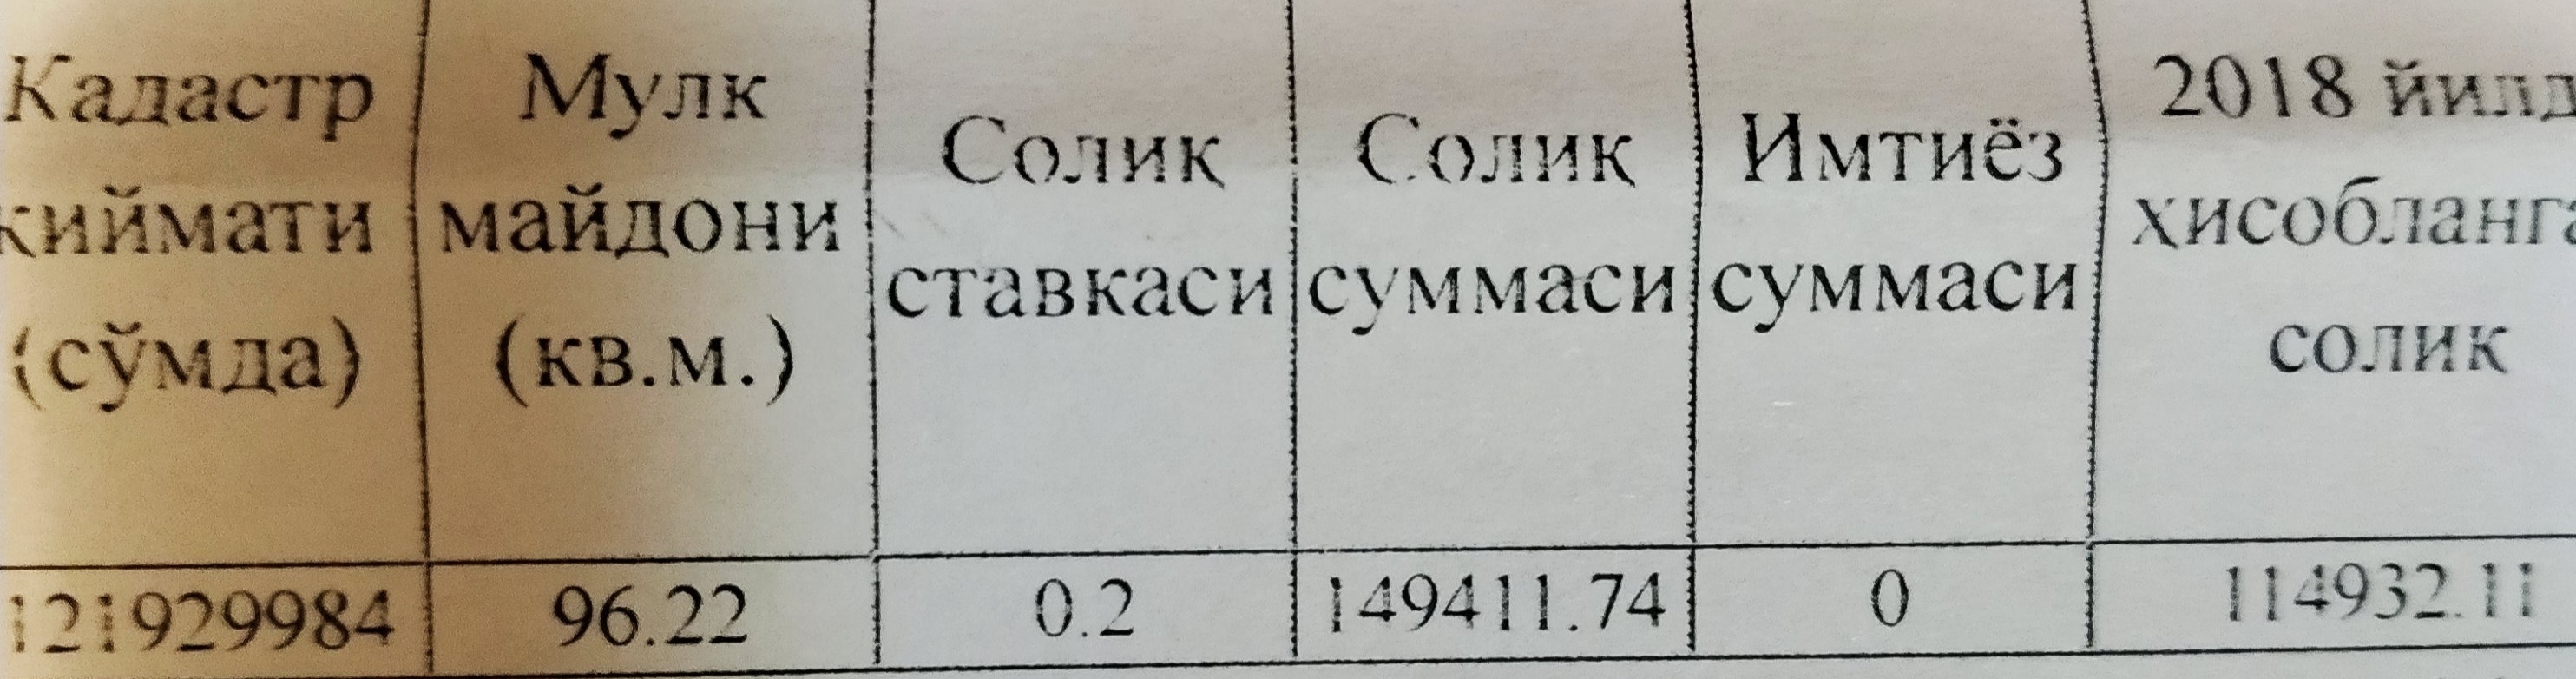 Кадастр
киймати
(сўмда)
Мулк
майдони
(кв.м.)
Солик
ставкаси
Солик
суммаси
Имтиёз
суммаси
2018 йилд
хисобланга
солик
121929984 96.22 0.2 149411.74 0 114932.11